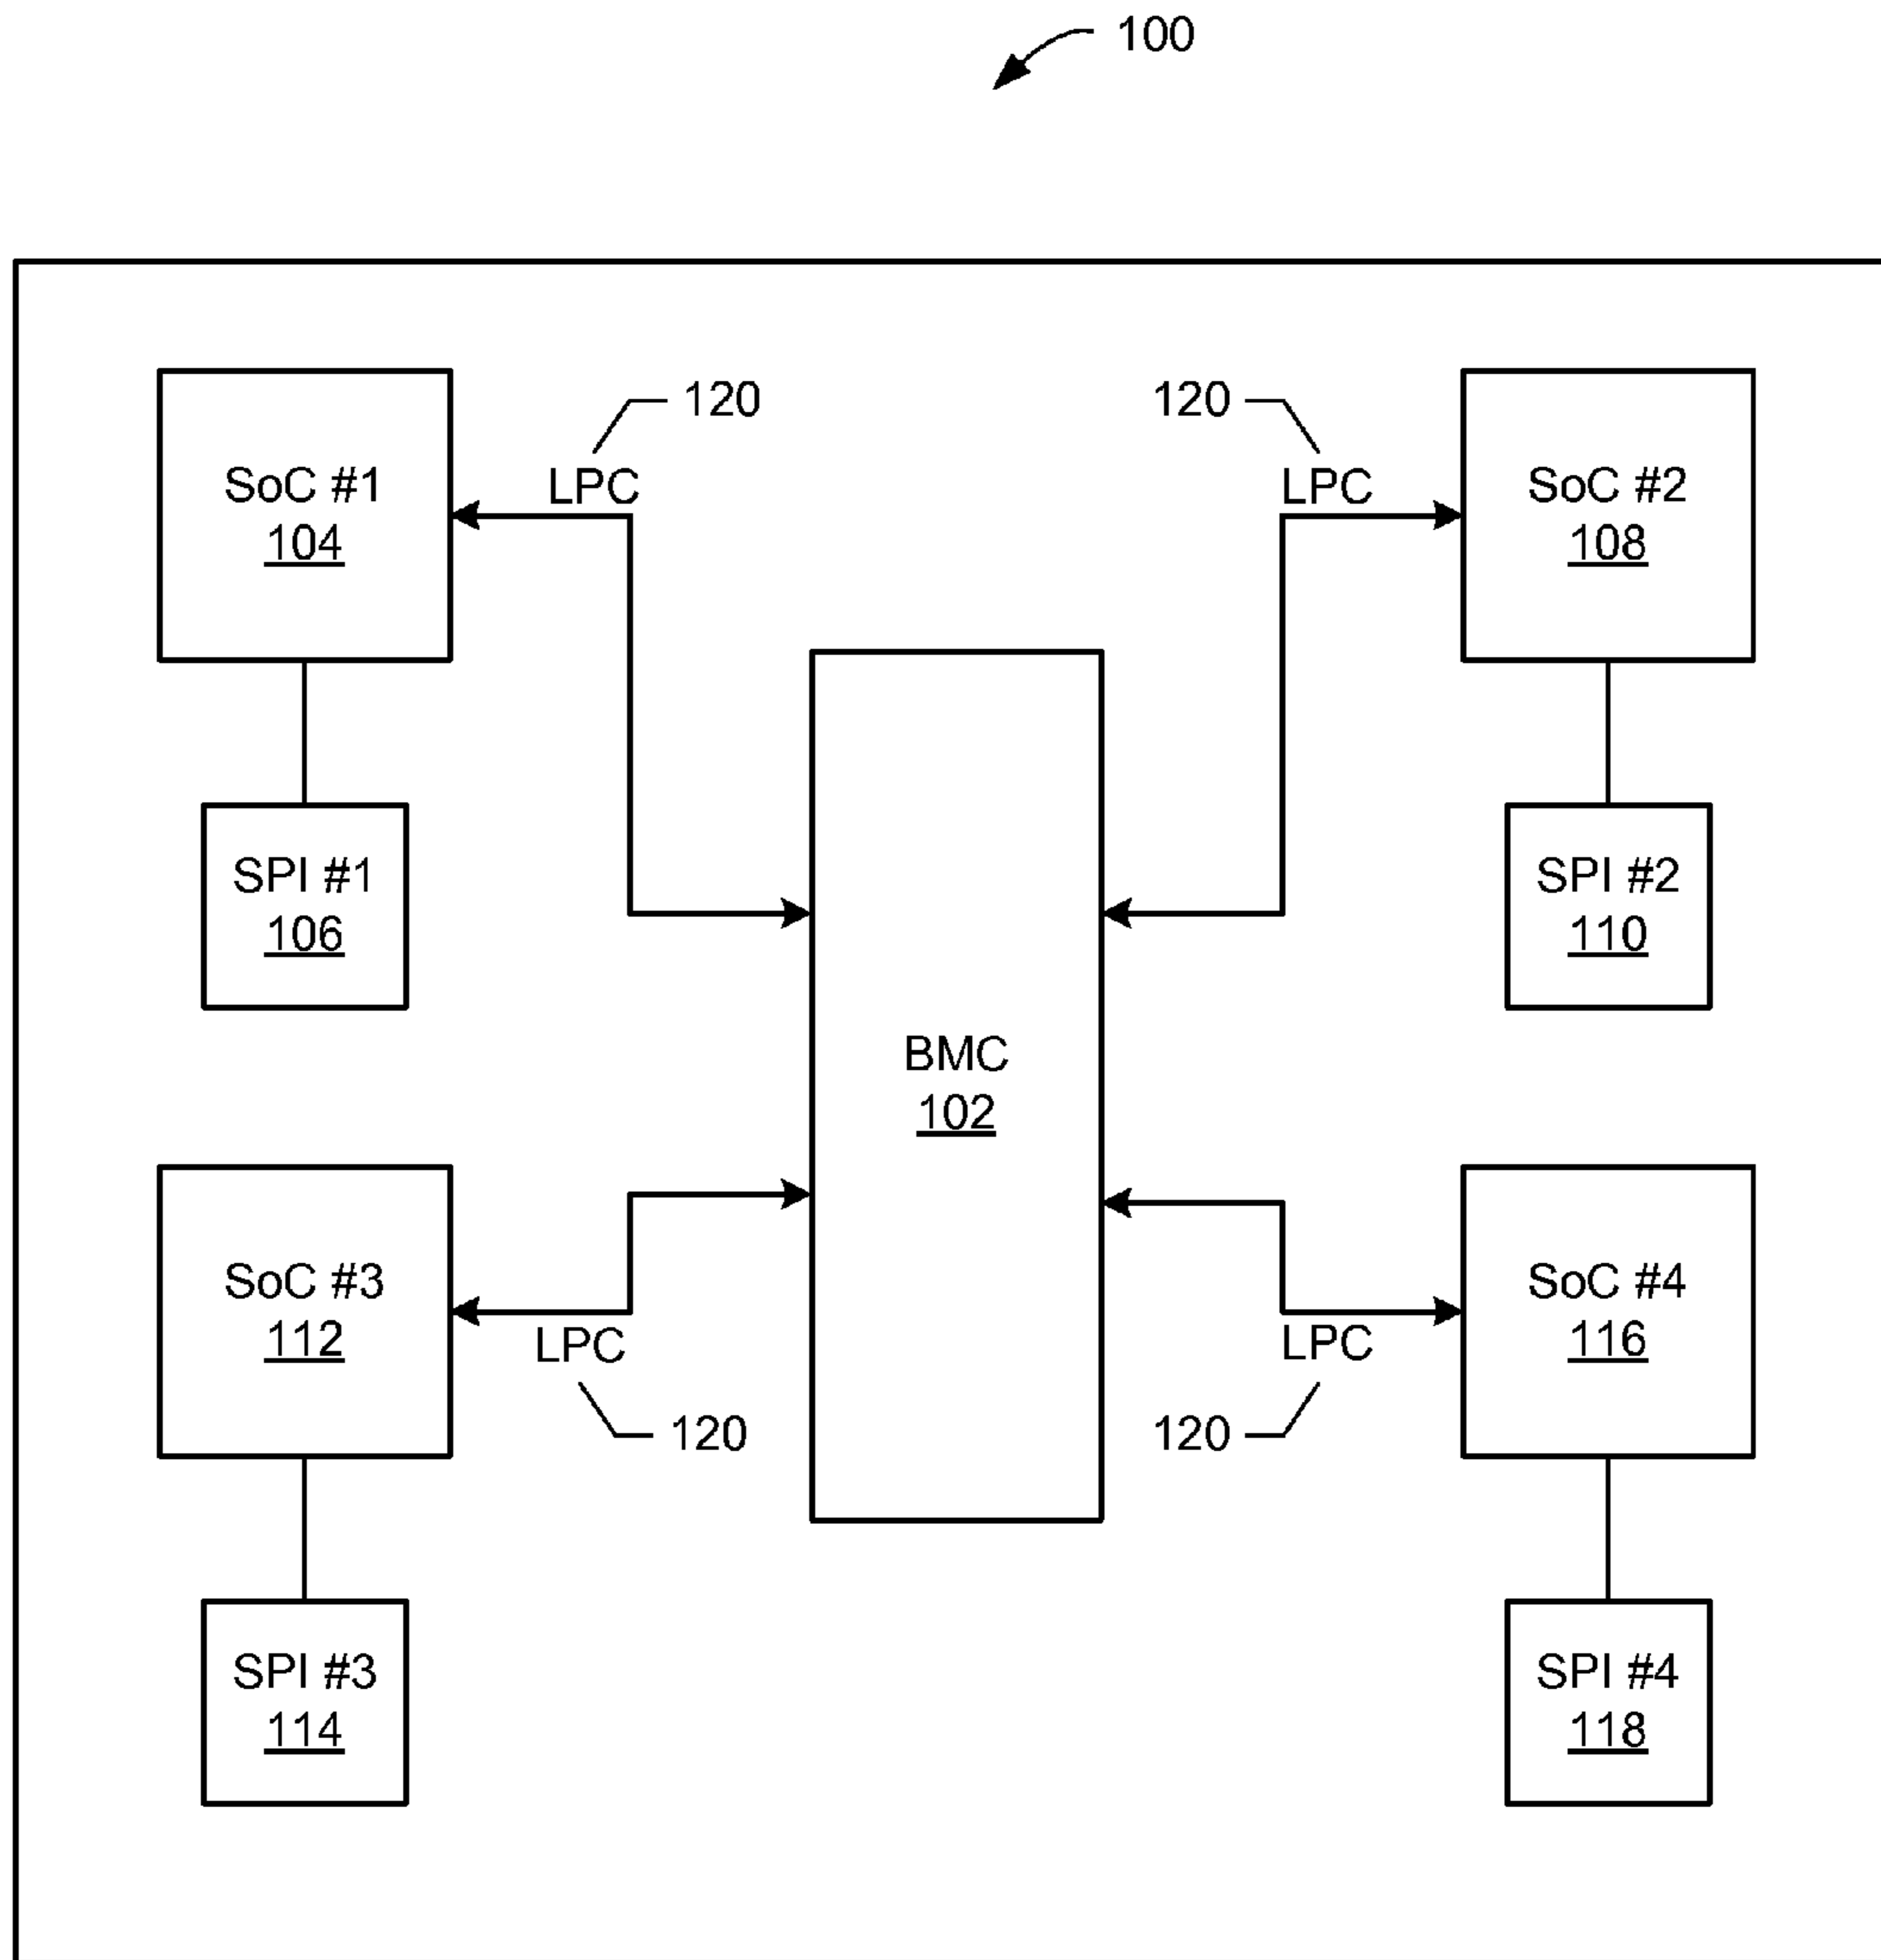 100
120
120
SoC #1
104
LPC
LPC
SoC #2
108
SPI #1
106
SPI #2
110
BMC
102
SoC #3
112
LPC
LPC
SoC #4
116
120
120
SPI #3
114
SPI #4
118